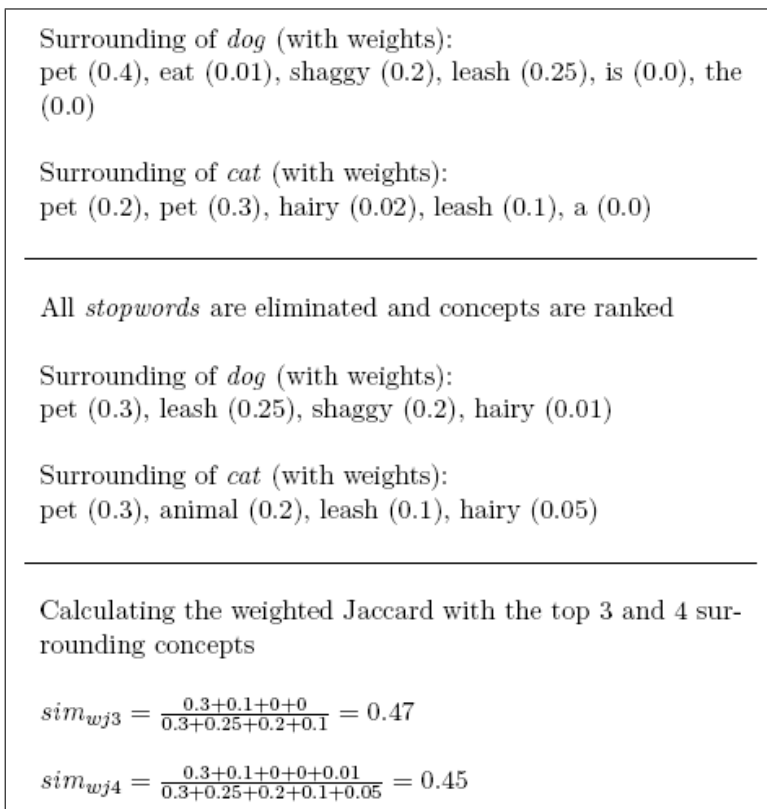 Surrounding of dog (with weights):
pet (0.4), eat (0.01), shaggy (0.2), leash (0.25), is (0.0), the
(0.0)
Surrounding of cat (with weights):
pet (0.2), pet (0.3), hairy (0.02), leash (0.1), a (0.0)
All stopwords are eliminated and concepts are ranked
Surrounding of dog (with weights):
pet (0.3), leash (0.25), shaggy (0.2), hairy (0.01)
Surrounding of cat (with weights):
pet (0.3), animal (0.2), leash (0.1), hairy (0.05)
Calculating the weighted Jaccard with the top 3 and 4 sur-
rounding concepts
sim_{wj3} = \frac{0.3+0.1+0+0}{0.3+0.25+0.2+0.1} = 0.47
sim_{wj4} = \frac{0.3+0.1+0+0+0.01}{0.3+0.25+0.2+0.1+0.05} = 0.45